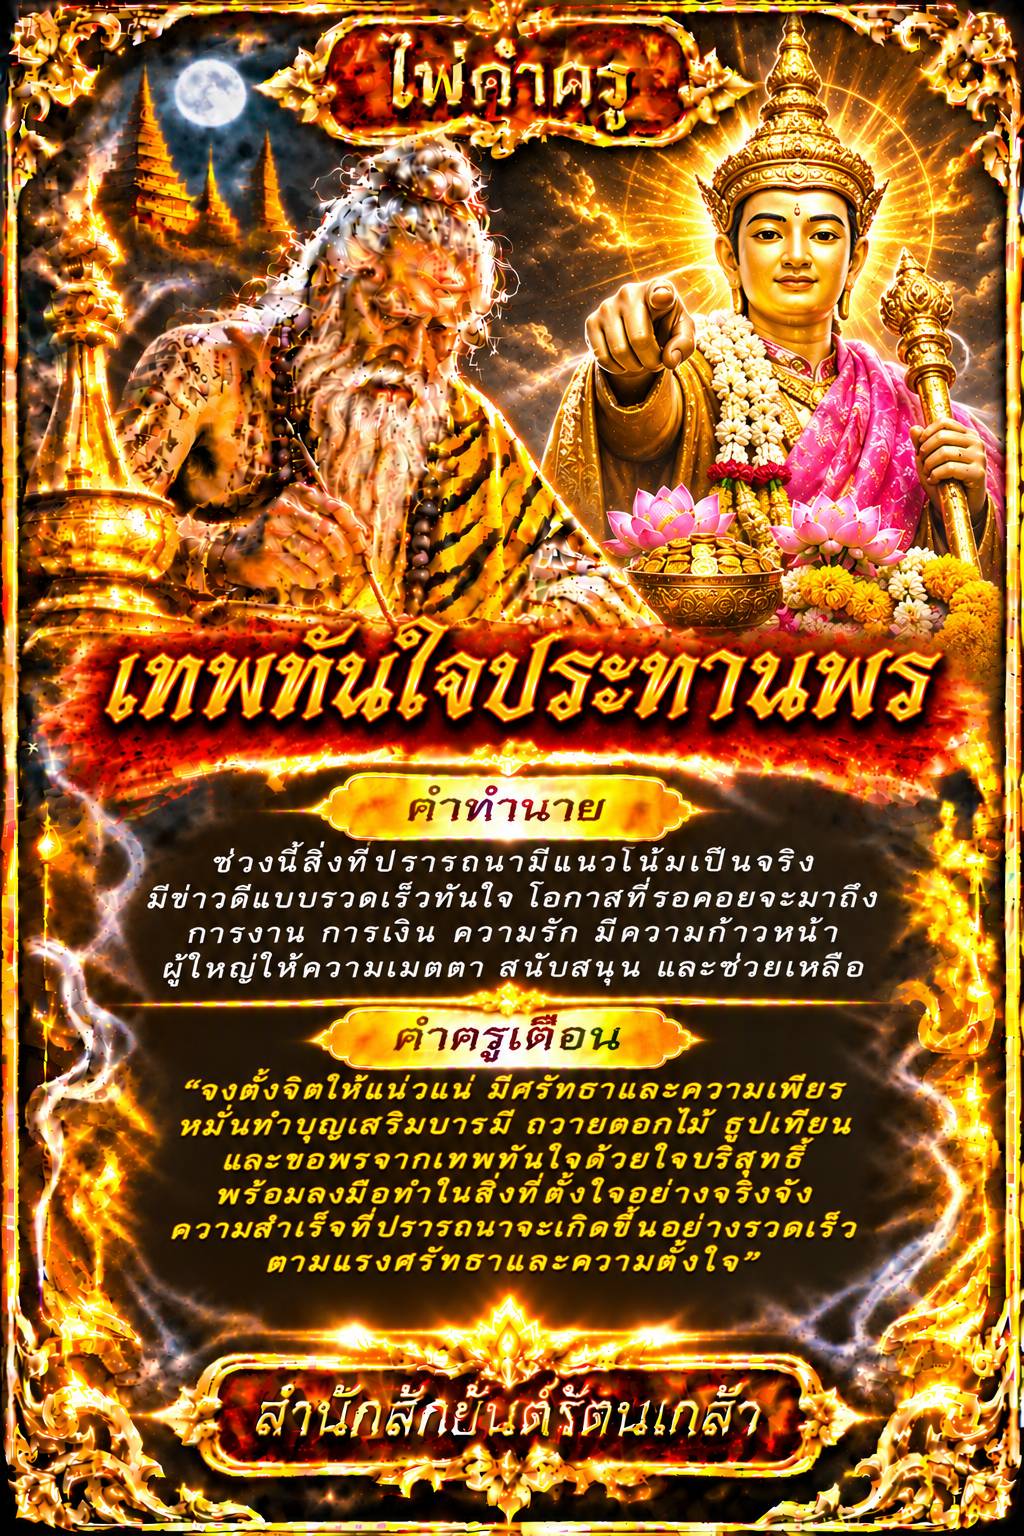 ไพ่คำครู
เทพทันใจประทานพร
คำทำนาย
ช่วงนี้สิ่งที่ปรารถนามีแนวโน้มเป็นจริง
มีข่าวดีแบบรวดเร็วทันใจ โอกาสที่รอคอยจะมาถึง
การงาน การเงิน ความรัก มีความก้าวหน้า
ผู้ใหญ่ให้ความเมตตา สนับสนุน และช่วยเหลือ
คำครูเตือน
“จงตั้งจิตให้แน่วแน่ มีศรัทธาและความเพียร
หมั่นทำบุญเสริมบารมี ถวายดอกไม้ ธูปเทียน
และขอพรจากเทพทันใจด้วยใจบริสุทธิ์
พร้อมลงมือทำในสิ่งที่ตั้งใจอย่างจริงจัง
ความสำเร็จที่ปรารถนาจะเกิดขึ้นอย่างรวดเร็ว
ตามแรงศรัทธาและความตั้งใจ”
สำนักสักยันต์รัตนเกล้า